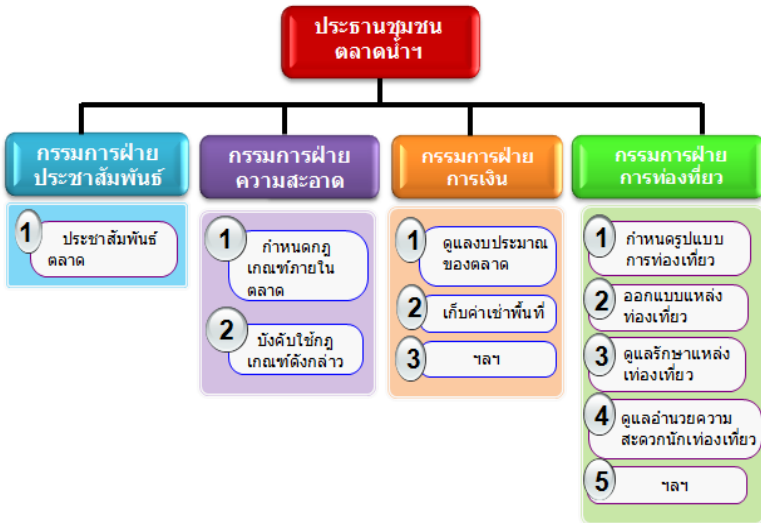 ประธานชุมชน
ตลาดน้ำฯ
กรรมการฝ่าย
ประชาสัมพันธ์
1
ประชาสัมพันธ์
ตลาด
กรรมการฝ่าย
ความสะอาด
1
กำหนดกฎ
เกณฑ์ภายใน
ตลาด
2
บังคับใช้กฎ
เกณฑ์ดังกล่าว
กรรมการฝ่าย
การเงิน
1
ดูแลงบประมาณ
ของตลาด
2
เก็บค่าเช่าพื้นที่
3
ฯลฯ
กรรมการฝ่าย
การท่องที่ยว
1
กำหนดรูปแบบ
การท่องเที่ยว
2
ออกแบบแหล่ง
ท่องเที่ยว
3
ดูแลรักษาแหล่ง
เท่องเที่ยว
4
ดูแลอำนวยความ
สะดวกนักเท่องเที่ยว
5
ฯลฯ